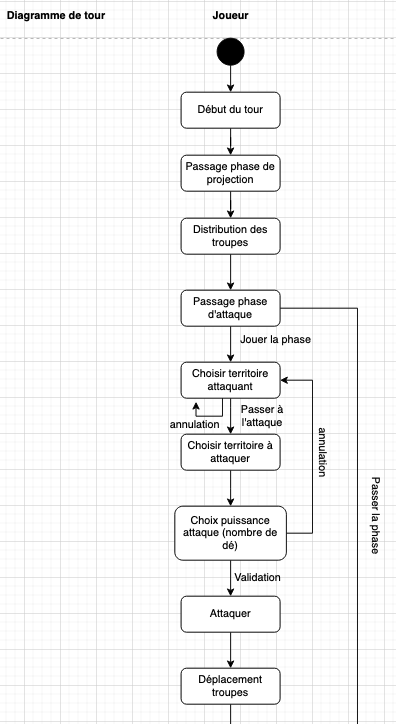 Diagramme de tour
Joueur
Début du tour
Passage phase de
projection
Distribution des
troupes
Passage phase
d'attaque
Jouer la phase
Choisir territoire
attaquant
annulation
Passer à
l'attaque
Choisir territoire à
attaquer
annulation
Passer la phase
Choix puissance
attaque (nombre de
dé)
Validation
Attaquer
Déplacement
troupes